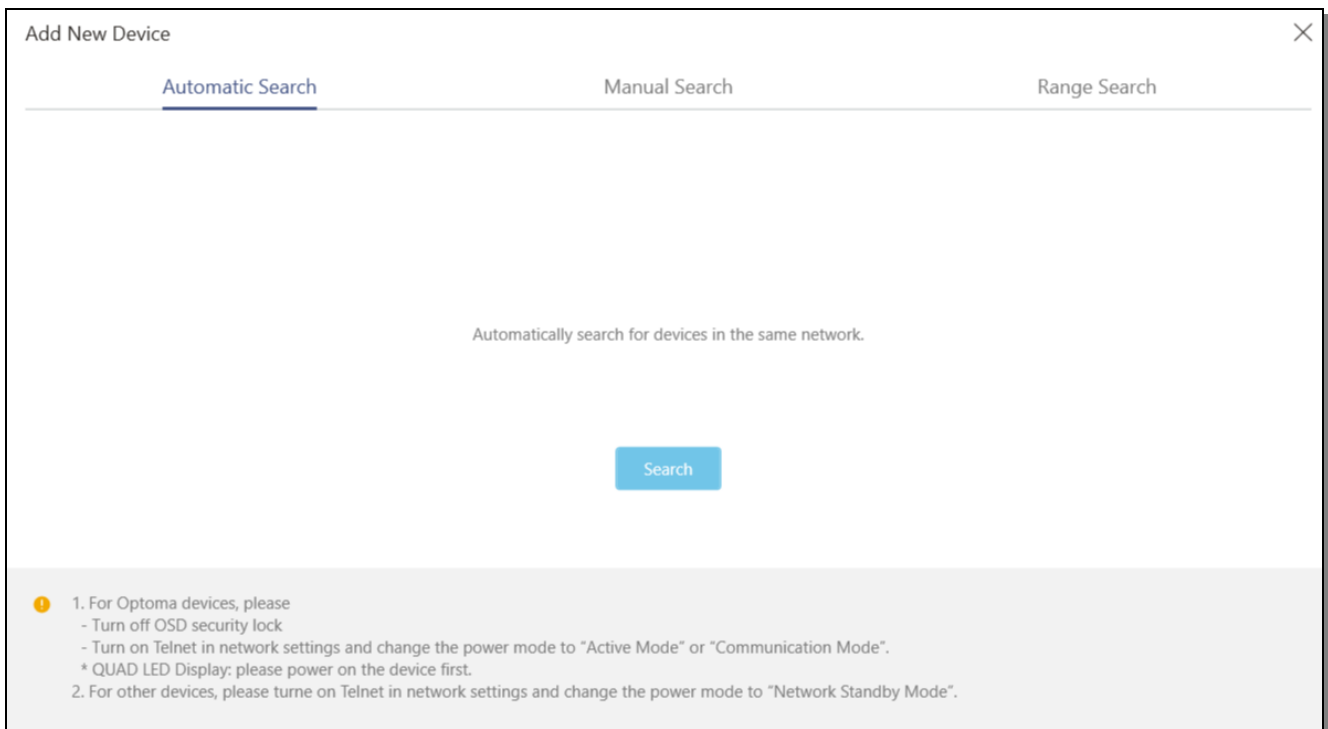 Add New Device
Automatic Search
Manual Search
Range Search
Automatically search for devices in the same network.
Search
1. For Optoma devices, please
- Turn off OSD security lock
- Turn on Telnet in network settings and change the power mode to “Active Mode” or “Communication Mode”.
* QUAD LED Display: please power on the device first.
2. For other devices, please turne on Telnet in network settings and change the power mode to “Network Standby Mode”.